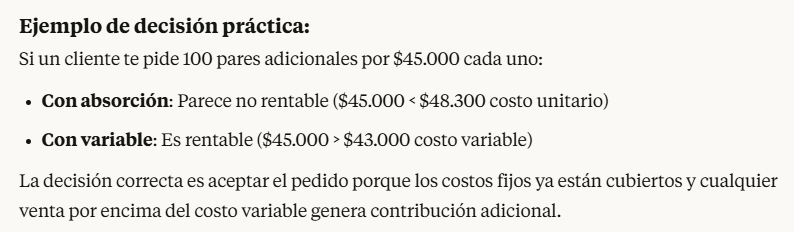 Ejemplo de decisión práctica:
Si un cliente te pide 100 pares adicionales por $45.000 cada uno:
• Con absorción: Parece no rentable ($45.000 < $48.300 costo unitario)
• Con variable: Es rentable ($45.000 > $43.000 costo variable)
La decisión correcta es aceptar el pedido porque los costos fijos ya están cubiertos y cualquier
venta por encima del costo variable genera contribución adicional.